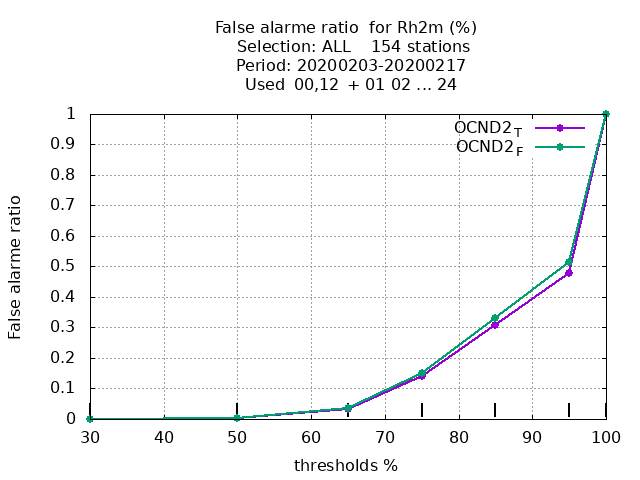 False alarme ratio  for Rh2m (%)
Selection: ALL    154 stations
Period: 20200203-20200217
Used  00,12  + 01 02 ... 24
OCND2_T
OCND2_F
1
0.9
0.8
0.7
0.6
0.5
0.4
0.3
0.2
0.1
0
False alarme ratio
30 40 50 60 70 80 90 100
thresholds %